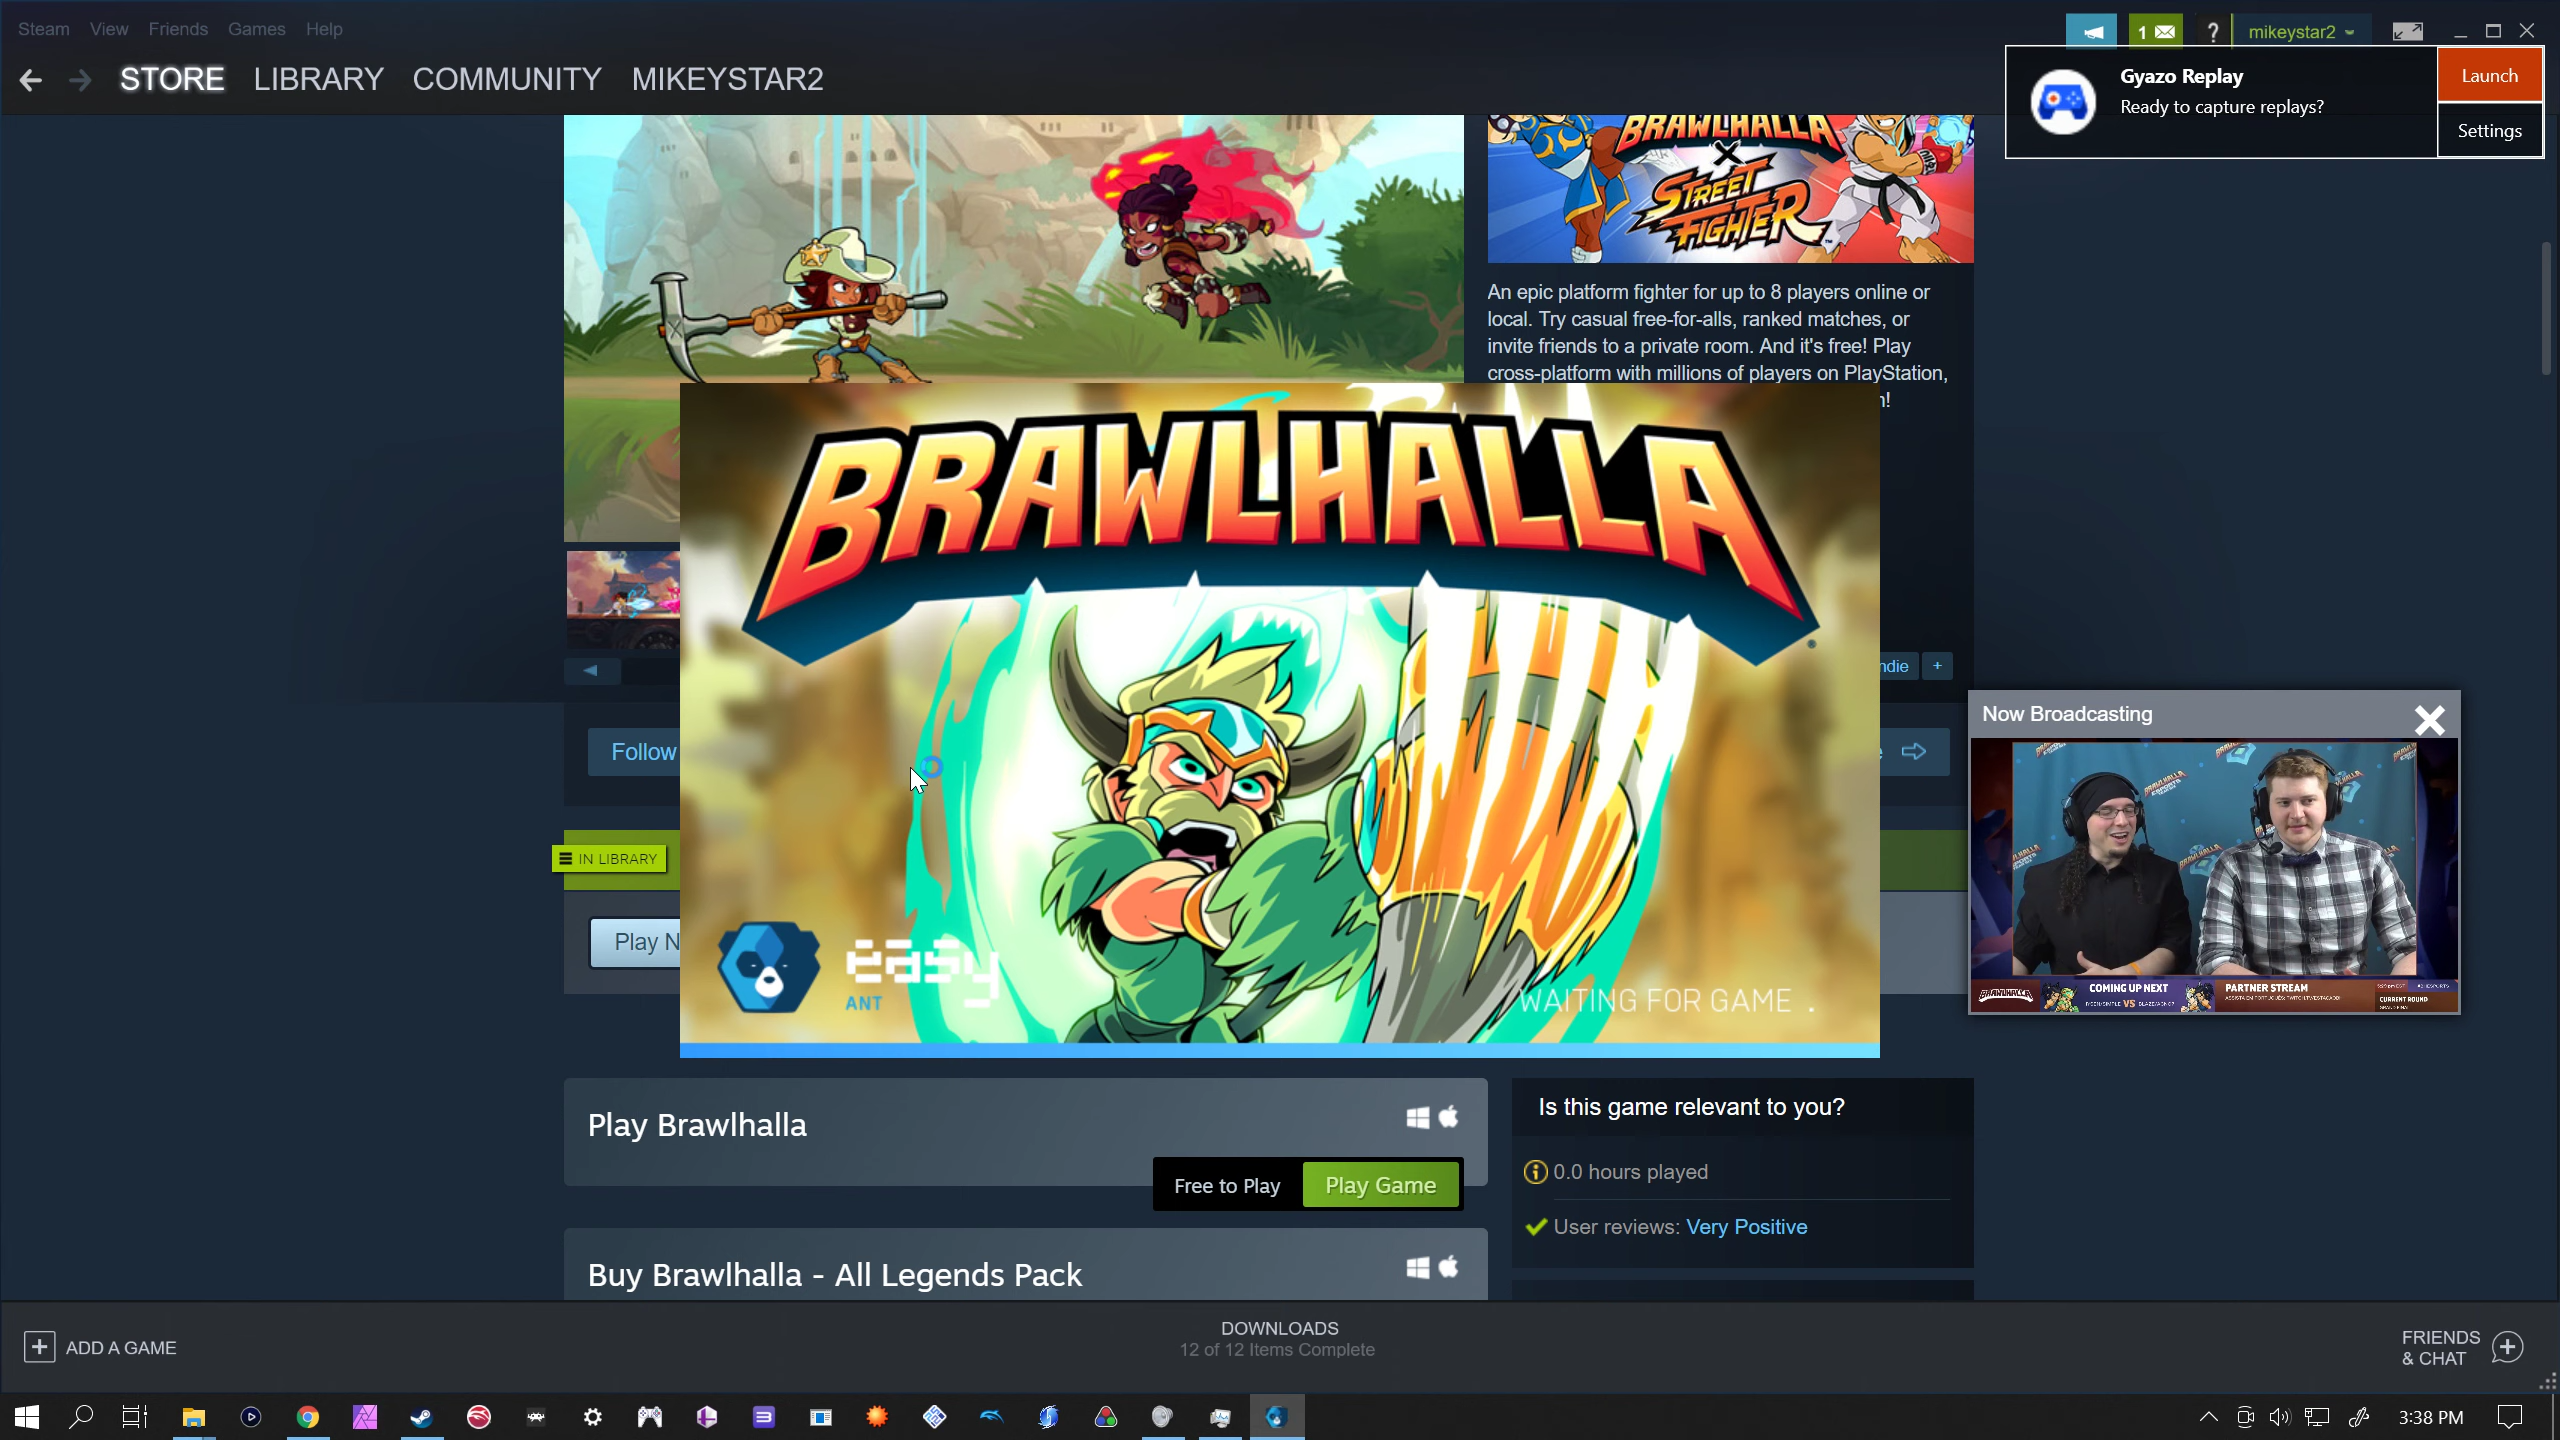 Steam View Friends Games Help
1 ? mikeystar2
STORE LIBRARY COMMUNITY MIKEYSTAR2
Gyazo Replay
Ready to capture replays?
Launch
Settings
BRAWLHALLA
X
STREET
FIGHTER
An epic platform fighter for up to 8 players online or
local. Try casual free-for-alls, ranked matches, or
invite friends to a private room. And it's free! Play
cross-platform with millions of players on PlayStation,
BRAWLHALLA
+
Follow
Now Broadcasting
IN LIBRARY
Play N
easy
ANT
WAITING FOR GAME .
BRAWLHALLA
COMING UP NEXT
VS
PARTNER STREAM
CURRENT ROUND
Play Brawlhalla
Free to Play Play Game
Is this game relevant to you?
0.0 hours played
User reviews: Very Positive
Buy Brawlhalla - All Legends Pack
ADD A GAME
DOWNLOADS
12 of 12 Items Complete
FRIENDS
& CHAT
3:38 PM